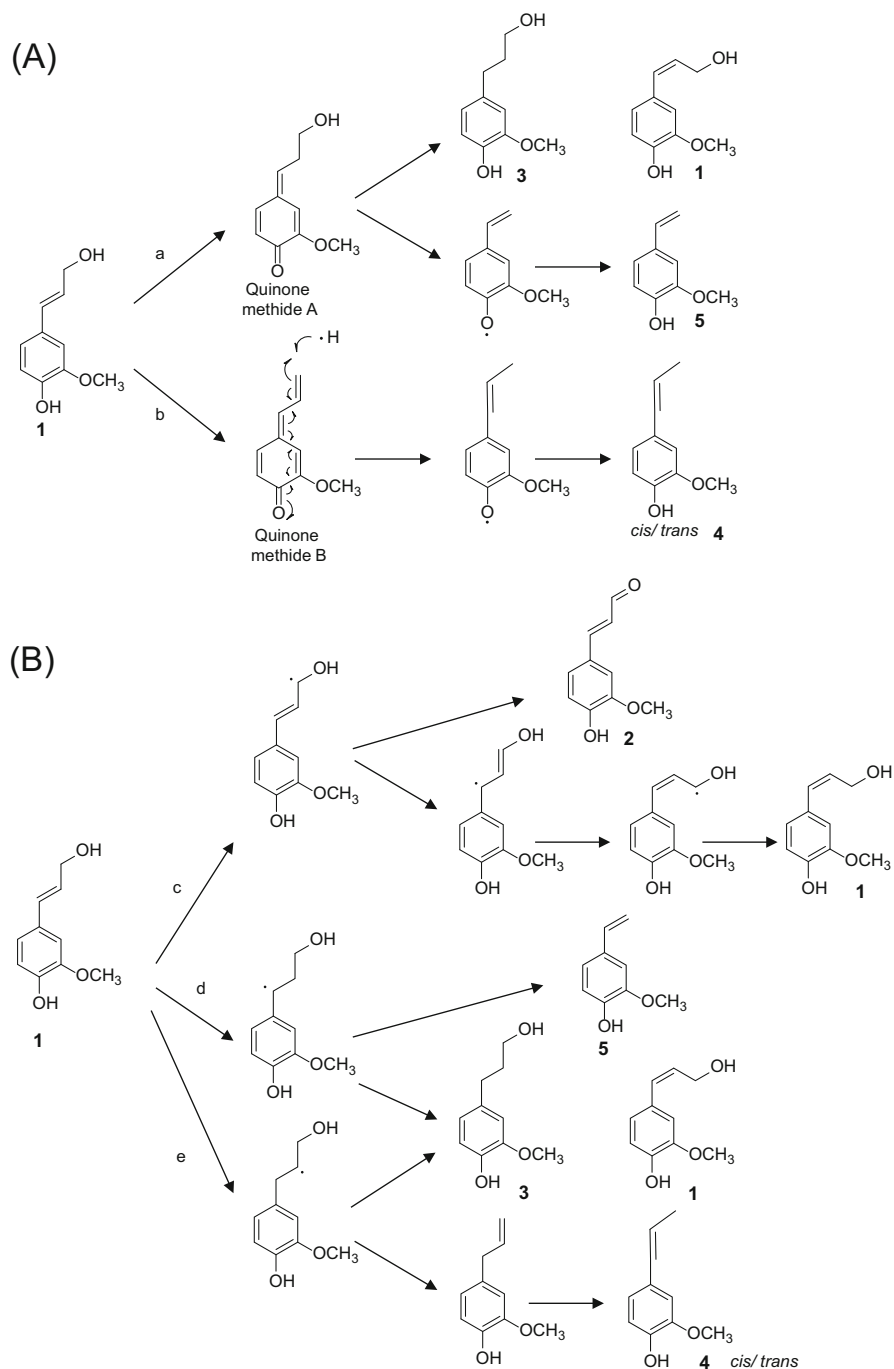 (A)
OH
OCH3
OH
3
OH
OCH3
OH
1
OH
OCH3
O
Quinone
methide A
a
OH
OCH3
OH
1
b
OCH3
O
·
OCH3
OH
5
·H
OCH3
O
Quinone
methide B
OCH3
O
·
OCH3
OH
cis/ trans 4
(B)
O
OCH3
OH
2
·
OH
OCH3
OH
OH
·
OCH3
OH
OH
·
OCH3
OH
OH
OCH3
OH
1
OH
OCH3
OH
1
c
d
e
OH
·
OCH3
OH
OCH3
OH
5
OH
OCH3
OH
3
OH
OCH3
OH
1
OH
·
OCH3
OH
OCH3
OH
OCH3
OH
4 cis/ trans